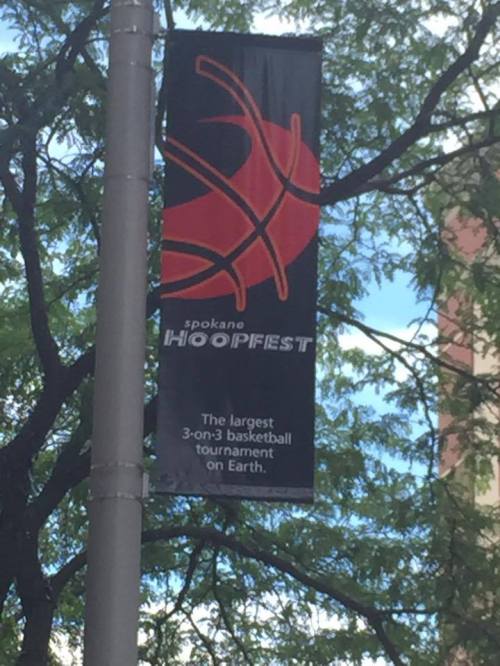 spokane
HOOPFEST
The largest
3-on-3 basketball
tournament
on Earth.